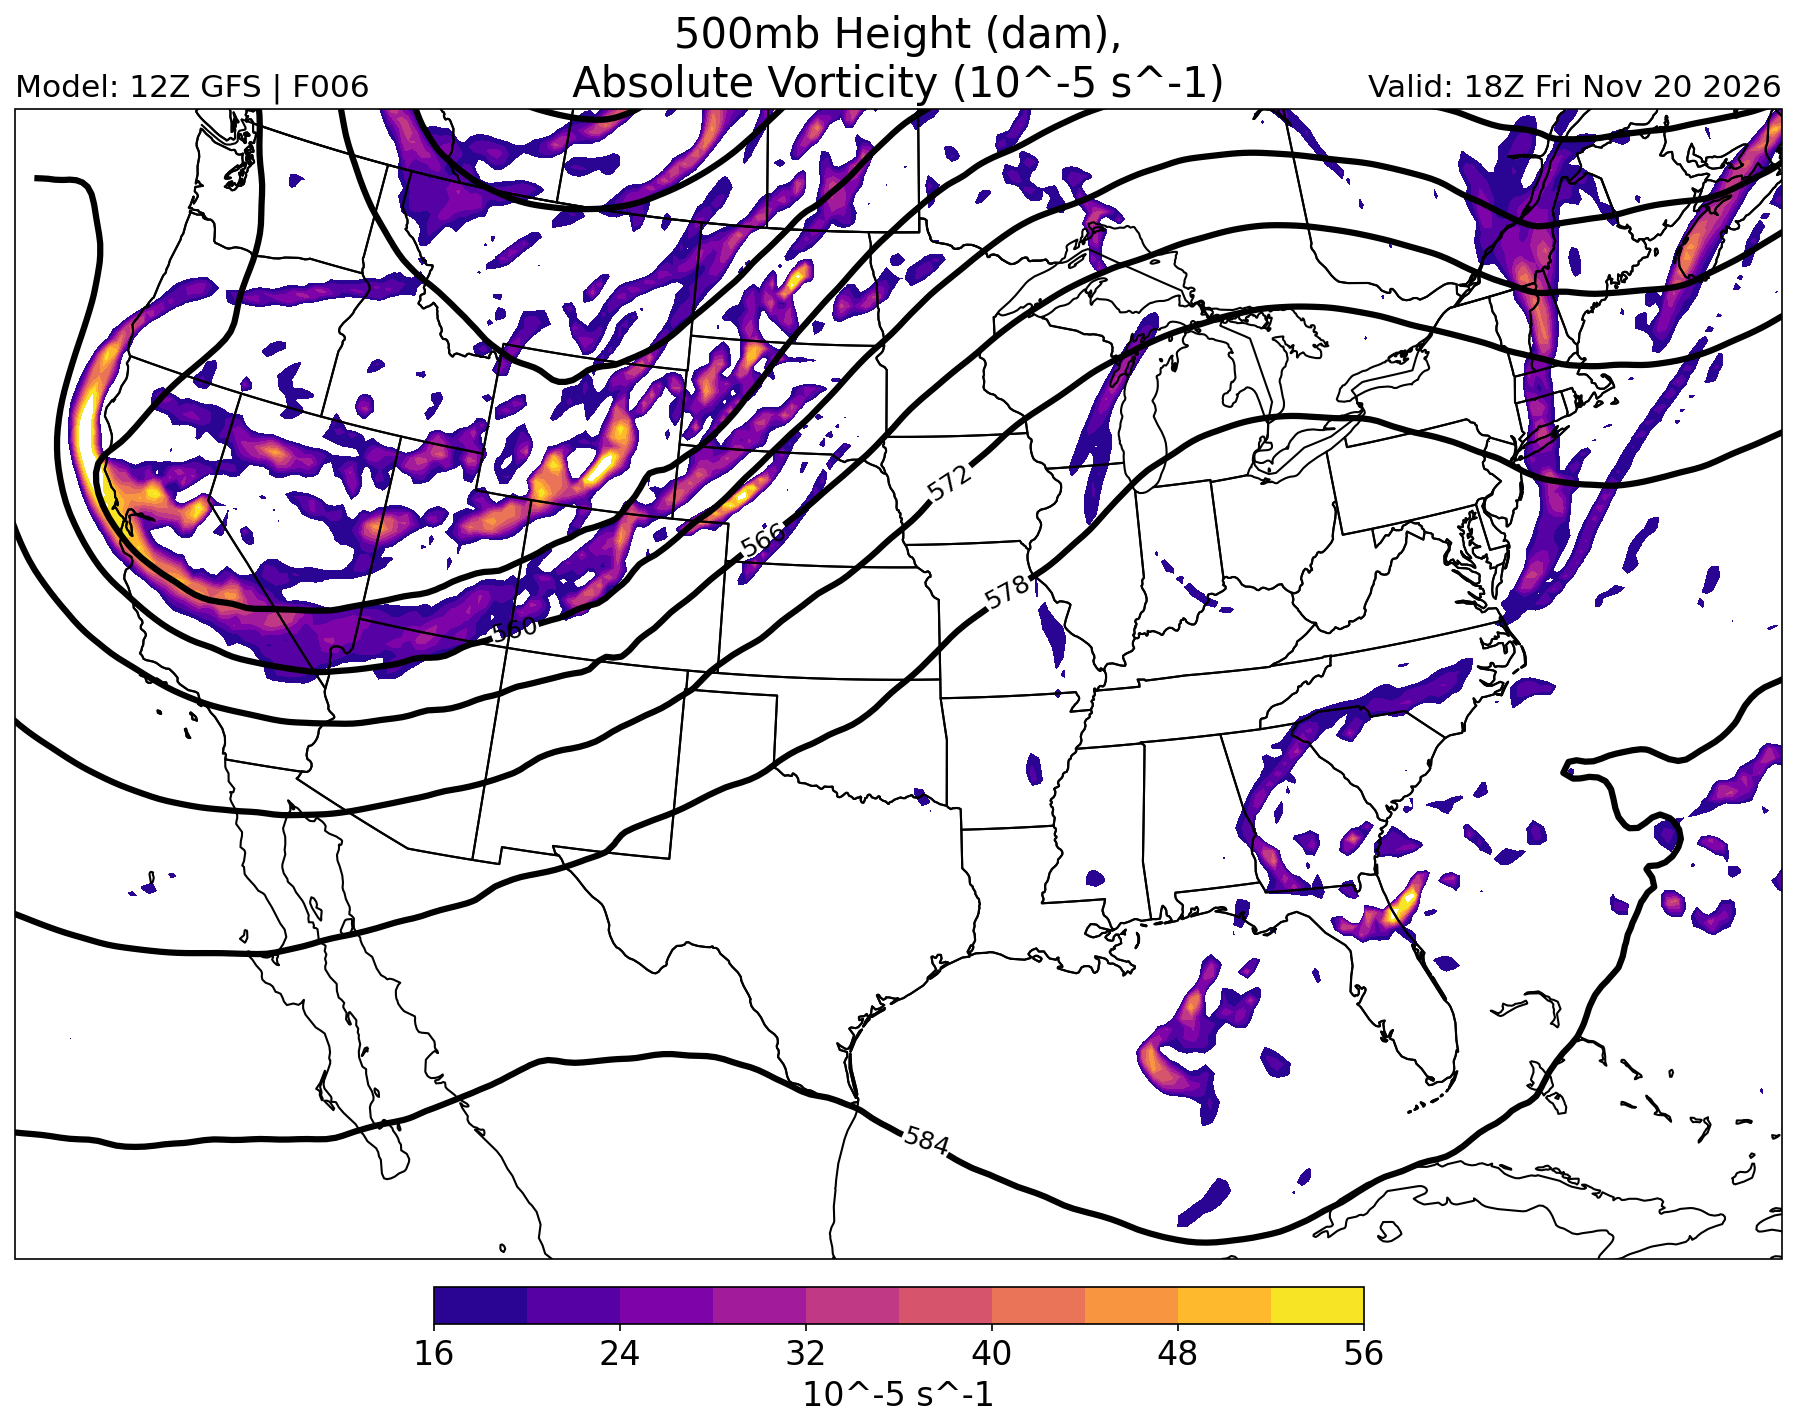 500mb Height (dam),
Absolute Vorticity (10^-5 s^-1)
Model: 12Z GFS | F006
Valid: 18Z Fri Nov 20 2026
572
566
578
560
584
16 24 32 40 48 56
10^-5 s^-1